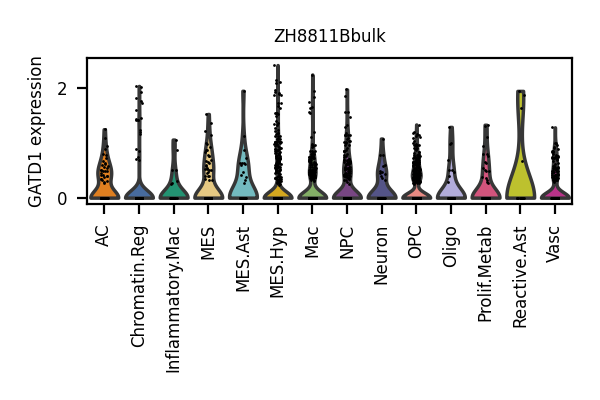 ZH8811Bbulk
GATD1 expression
2
0
AC
Chromatin.Reg
Inflammatory.Mac
MES
MES.Ast
MES.Hyp
Mac
NPC
Neuron
OPC
Oligo
Prolif.Metab
Reactive.Ast
Vasc